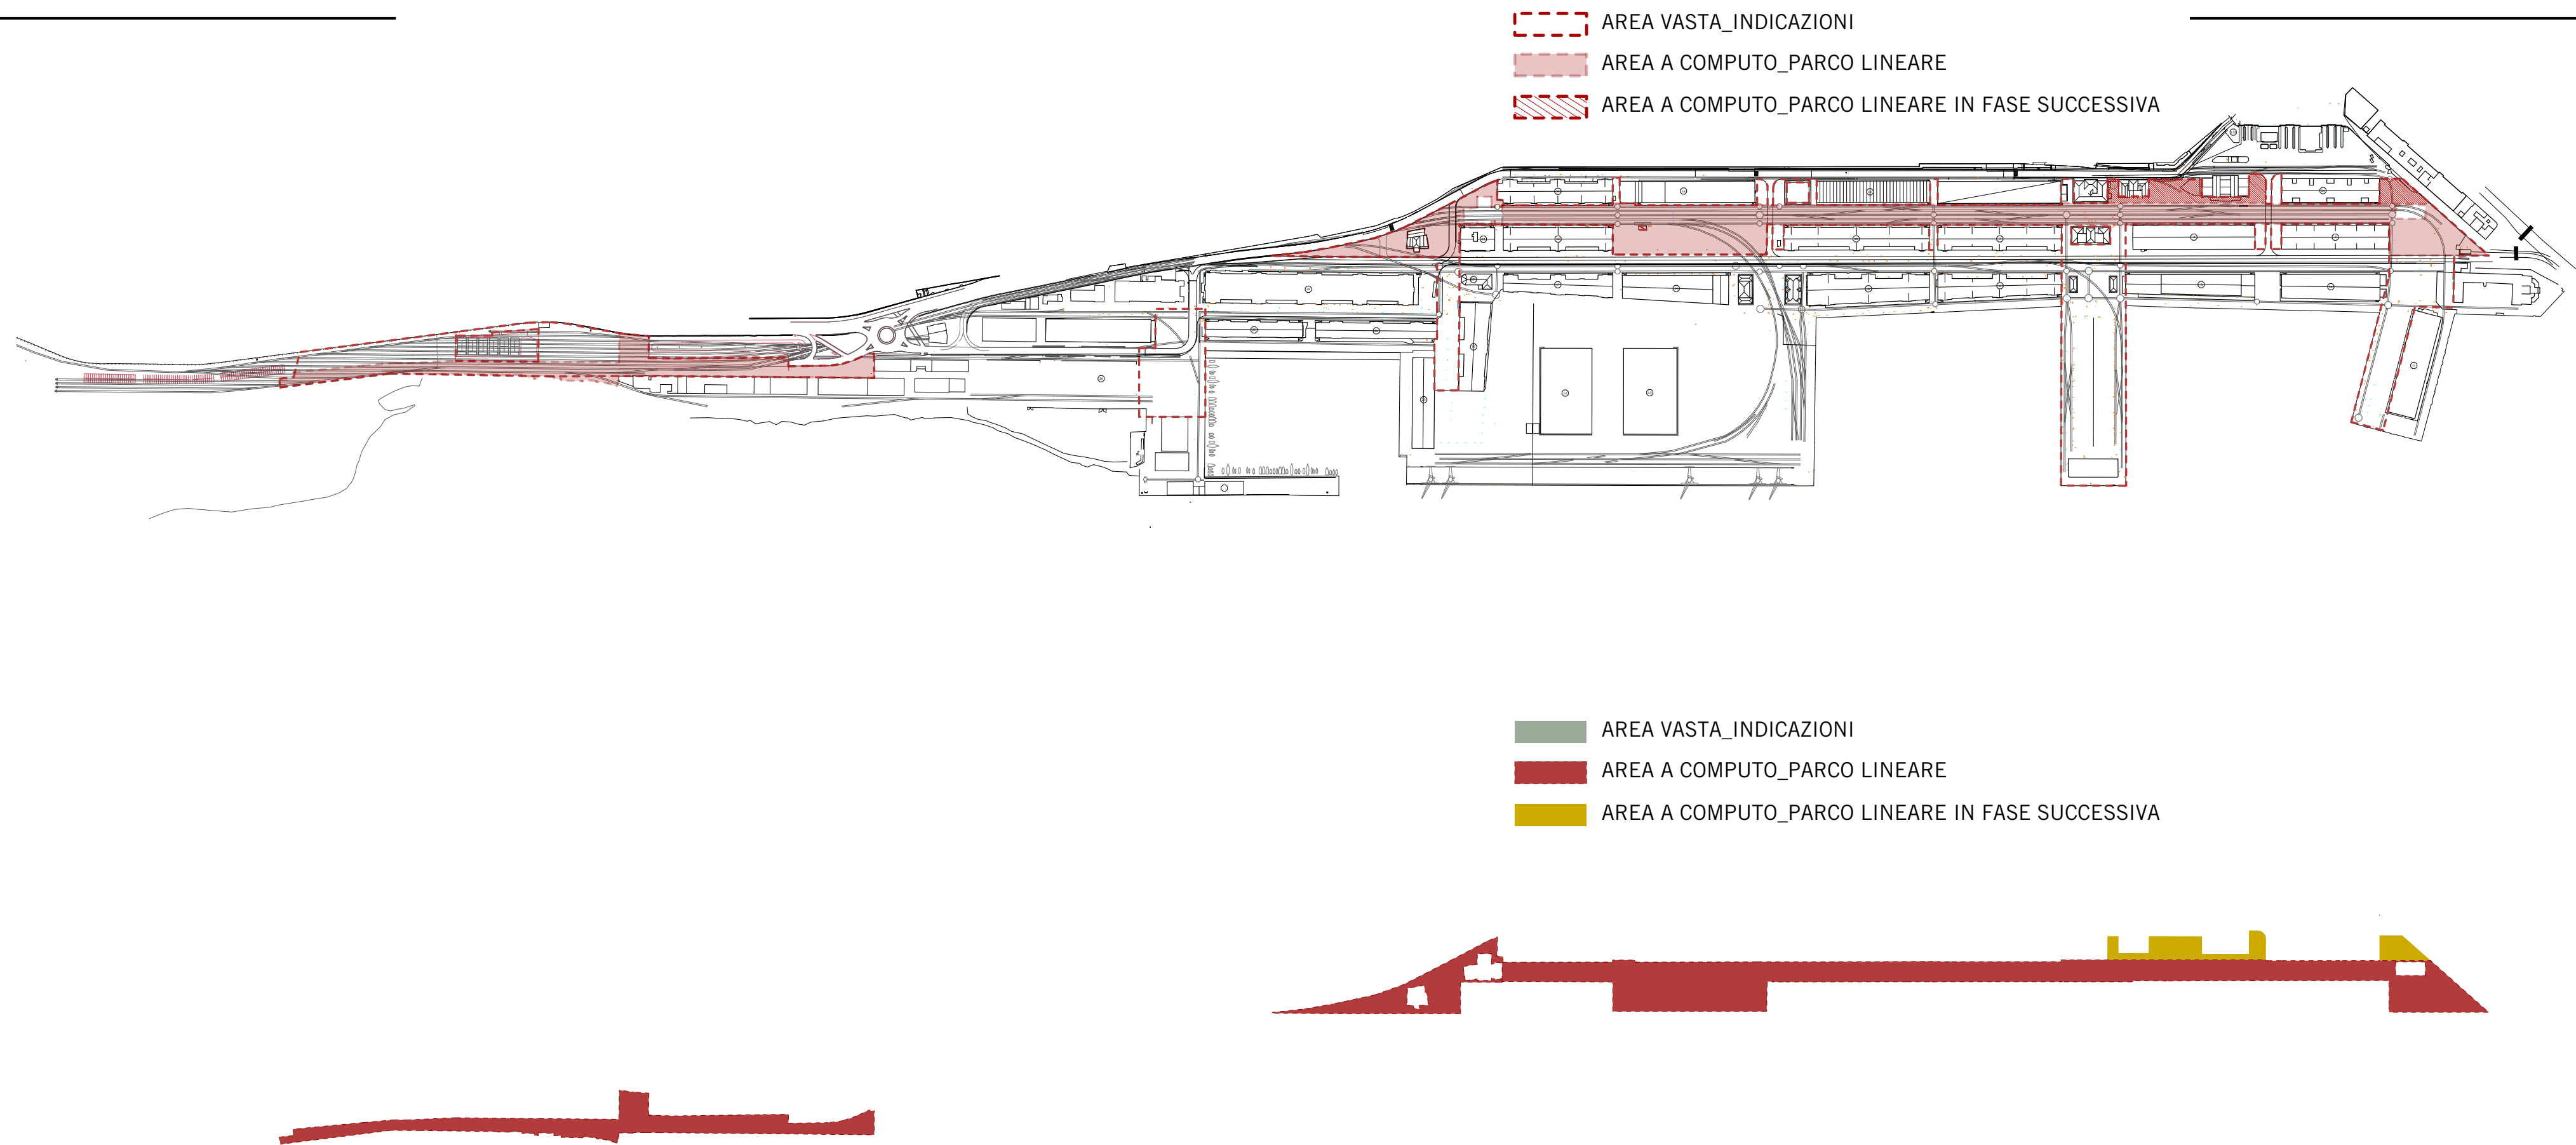 AREA VASTA_INDICAZIONI
AREA A COMPUTO_PARCO LINEARE
AREA A COMPUTO_PARCO LINEARE IN FASE SUCCESSIVA
AREA VASTA_INDICAZIONI
AREA A COMPUTO_PARCO LINEARE
AREA A COMPUTO_PARCO LINEARE IN FASE SUCCESSIVA